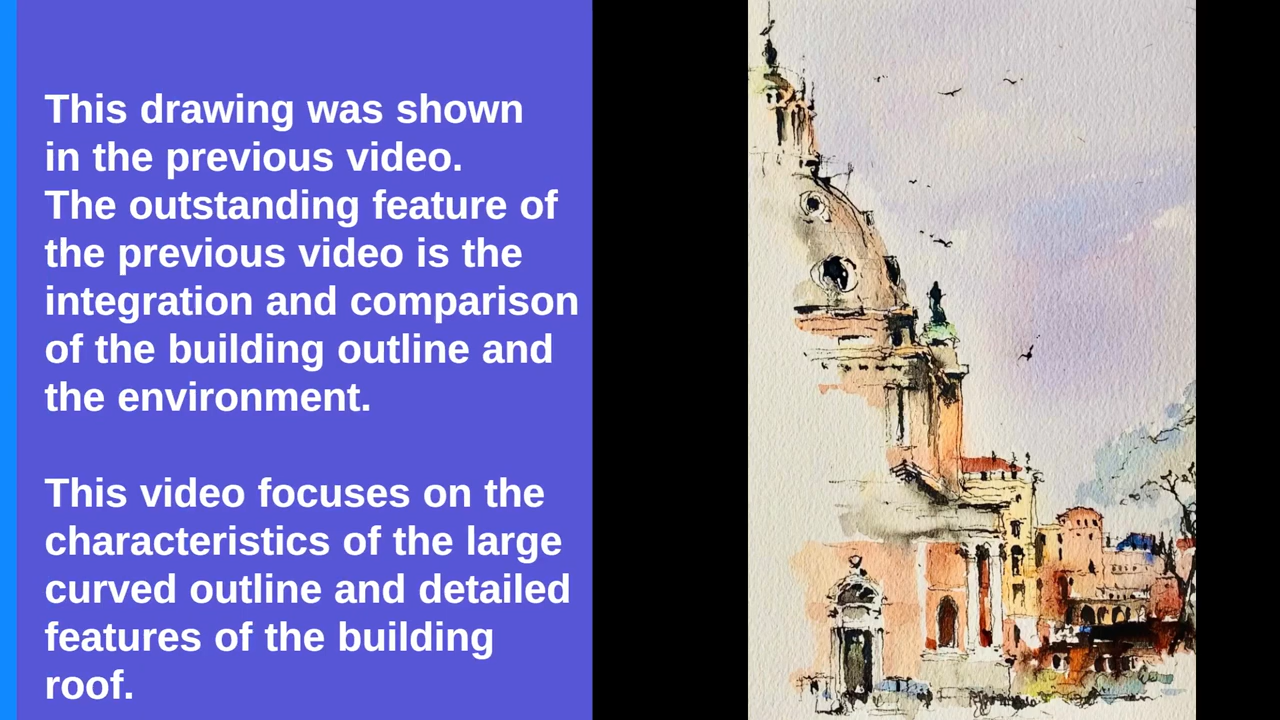 This drawing was shown
in the previous video.
The outstanding feature of
the previous video is the
integration and comparison
of the building outline and
the environment.
This video focuses on the
characteristics of the large
curved outline and detailed
features of the building
roof.